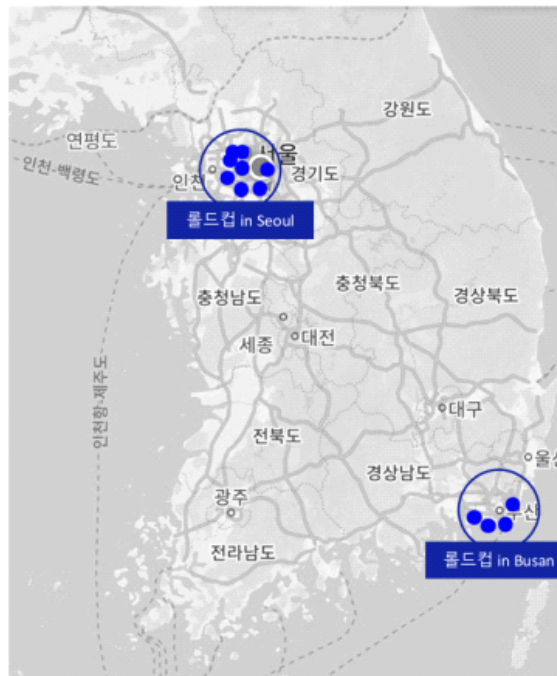 강원도
연평도
서울
인천-백령도
인천
경기도
롤드컵 in Seoul
충청남도
충청북도
경상북도
세종
대전
인천항-제주도
대구
전북도
경상남도
울산
광주
부산
전라남도
롤드컵 in Busan